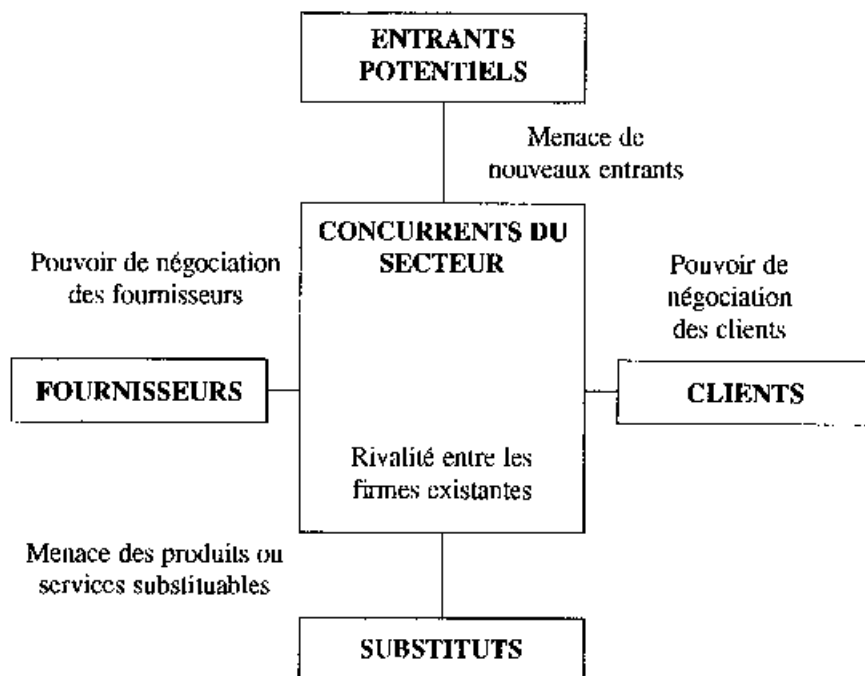 ENTRANTS
POTENTIELS
Menace de
nouveaux entrants
CONCURRENTS DU
SECTEUR
Pouvoir de négociation
des fournisseurs
Pouvoir de
négociation
des clients
FOURNISSEURS
CLIENTS
Rivalité entre les
firmes existantes
Menace des produits ou
services substituables
SUBSTITUTS